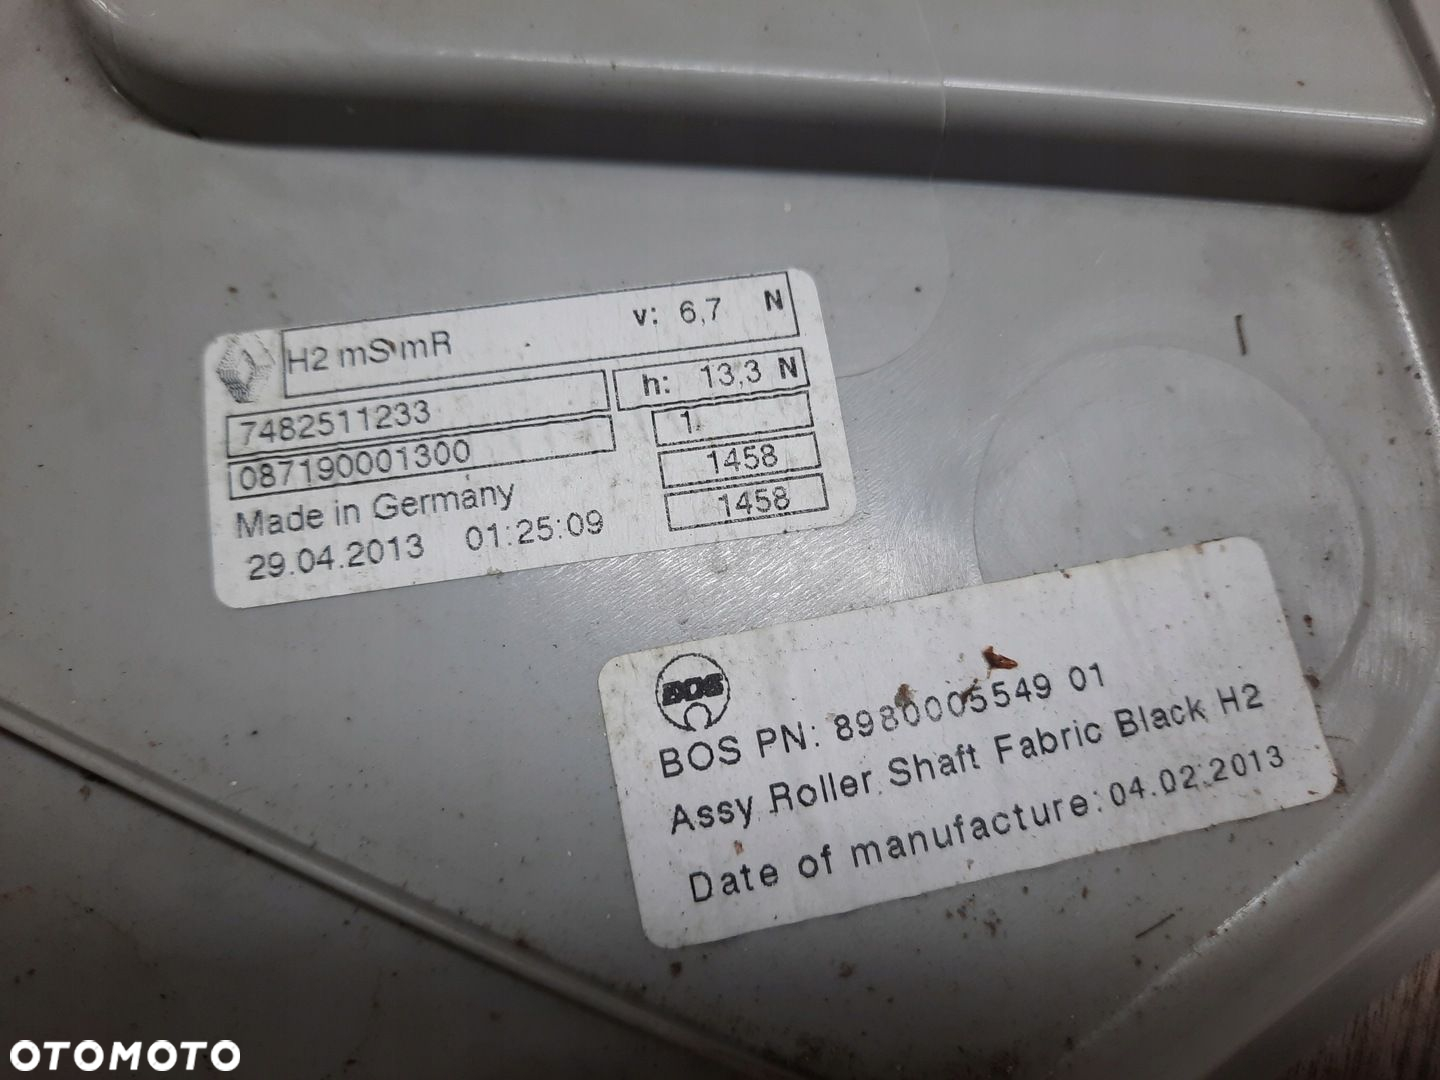 H2 mS mR
v: 6,7 N
7482511233
h: 13,3 N
087190001300
1
Made in Germany
1458
29.04.2013 01:25:09
1458
BOS
BOS PN: 8980005549 01
Assy Roller Shaft Fabric Black H2
Date of manufacture: 04.02.2013
OTOMOTO